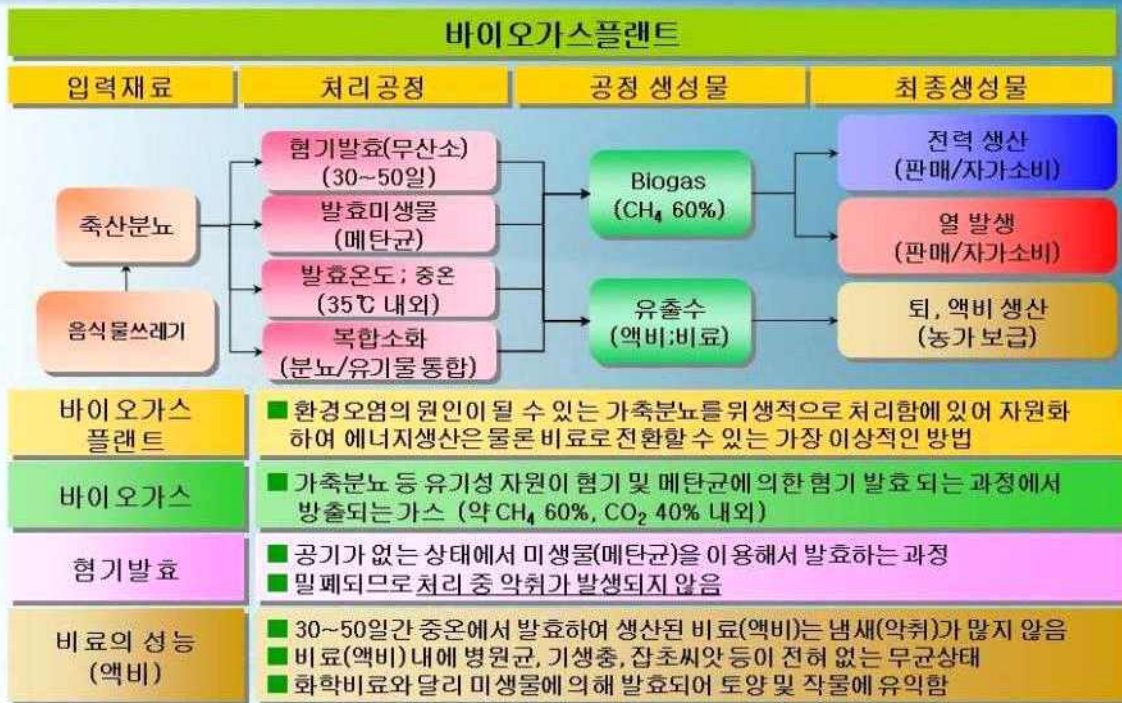 바이오가스플랜트
입력재료
처리공정
공정 생성물
최종생성물
축산분뇨
음식물쓰레기
혐기발효(무산소)
(30~50일)
발효미생물
(메탄균)
발효온도 ; 중온
(35℃ 내외)
복합소화
(분뇨/유기물 통합)
Biogas
(CH₄ 60%)
유출수
(액비;비료)
전력 생산
(판매/자가소비)
열 발생
(판매/자가소비)
퇴, 액비 생산
(농가 보급)
바이오가스
플랜트
■ 환경오염의 원인이 될 수 있는 가축분뇨를 위생적으로 처리함에 있어 자원화
하여 에너지생산은 물론 비료로 전환할 수 있는 가장 이상적인 방법
바이오가스
■ 가축분뇨 등 유기성 자원이 혐기 및 메탄균에 의한 혐기 발효 되는 과정에서
방출되는 가스 (약 CH₄ 60%, CO₂ 40% 내외)
혐기발효
■ 공기가 없는 상태에서 미생물(메탄균)을 이용해서 발효하는 과정
■ 밀폐되므로 처리 중 악취가 발생되지 않음
비료의 성능
(액비)
■ 30~50일간 중온에서 발효하여 생산된 비료(액비)는 냄새(악취)가 많지 않음
■ 비료(액비) 내에 병원균, 기생충, 잡초씨앗 등이 전혀 없는 무균상태
■ 화학비료와 달리 미생물에 의해 발효되어 토양 및 작물에 유익함